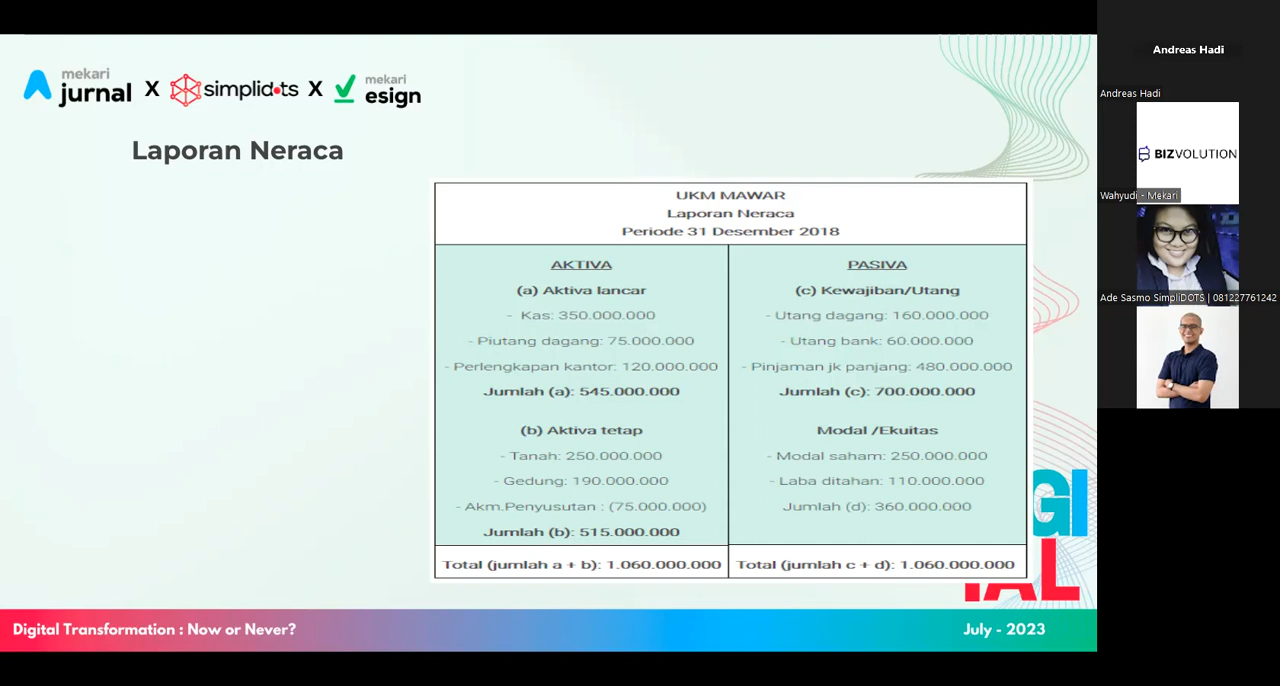 mekari
jurnal
X
simplidots
X
mekari
esign
Laporan Neraca
UKM MAWAR
Laporan Neraca
Periode 31 Desember 2018
AKTIVA
(a) Aktiva lancar
- Kas: 350.000.000
- Piutang dagang: 75.000.000
- Perlengkapan kantor: 120.000.000
Jumlah (a): 545.000.000
(b) Aktiva tetap
- Tanah: 250.000.000
- Gedung: 190.000.000
- Akm.Penyusutan : (75.000.000)
Jumlah (b): 515.000.000
Total (jumlah a + b): 1.060.000.000
PASIVA
(c) Kewajiban/Utang
- Utang dagang: 160.000.000
- Utang bank: 60.000.000
- Pinjaman jk panjang: 480.000.000
Jumlah (c): 700.000.000
Modal /Ekuitas
- Modal saham: 250.000.000
- Laba ditahan: 110.000.000
Jumlah (d): 360.000.000
Total (jumlah c + d): 1.060.000.000
GI
TAL
Digital Transformation : Now or Never?
July - 2023
Andreas Hadi
Andreas Hadi
BIZVOLUTION
Wahyudi - Mekari
Ade Sasmo SimpliDOTS | 081227761242